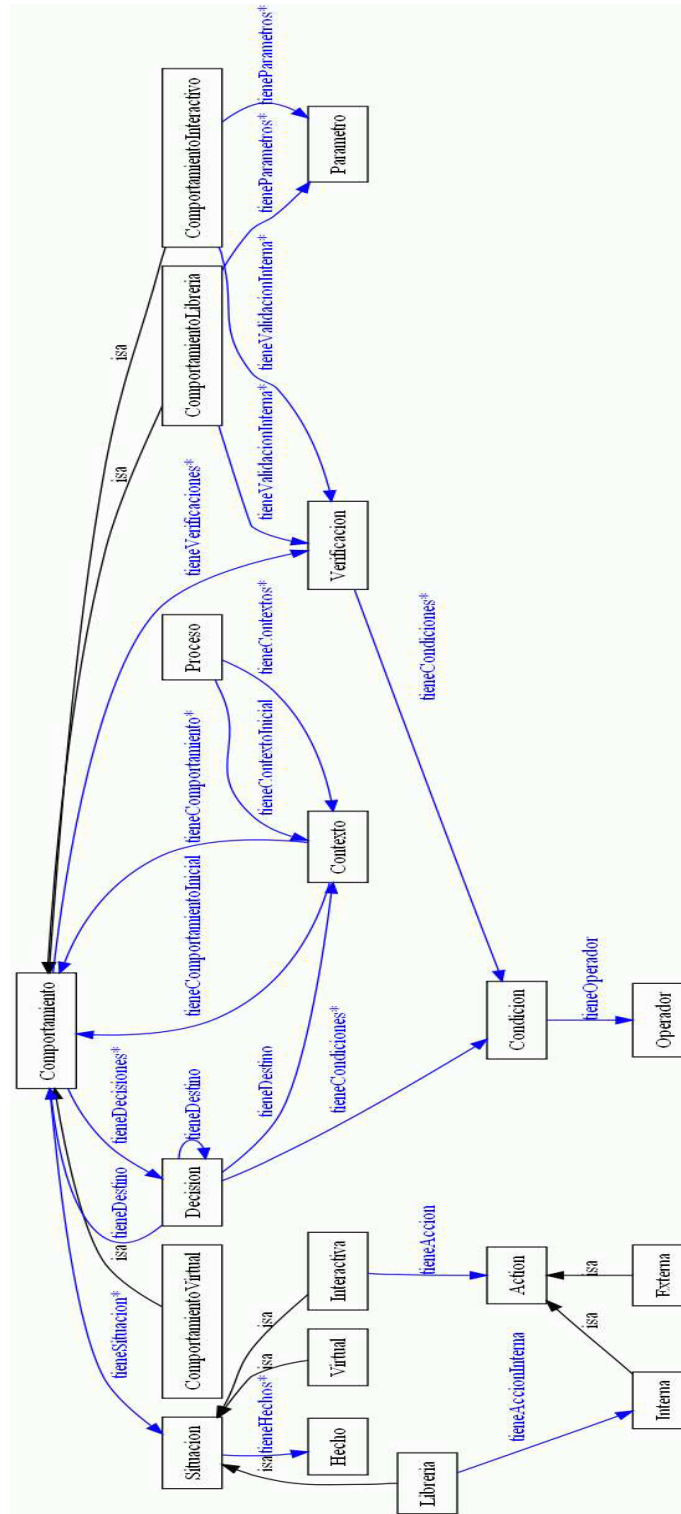 ComportamientoInteractivo
tieneParametros*
ComportamientoLibreria
tieneParametros*
Parametro
isa
isa
tieneValidacionInterna*
tieneValidacionInterna*
tieneVerificaciones*
Verificacion
Proceso
tieneContextos*
tieneContextoInicial
tieneCondiciones*
tieneComportamiento*
tieneComportamientoInicial
Contexto
Comportamiento
Condicion
tieneOperador
Operador
tieneDecisiones*
tieneDestino
tieneDestino
tieneCondiciones*
Decision
tieneDestino
isa
ComportamientoVirtual
tieneSituacion*
Situacion
isa
isa
Interactiva
tieneAccion
Virtual
isa
tieneHechos*
Hecho
Action
isa
isa
Externa
Interna
tieneAccionInterna
Libreria